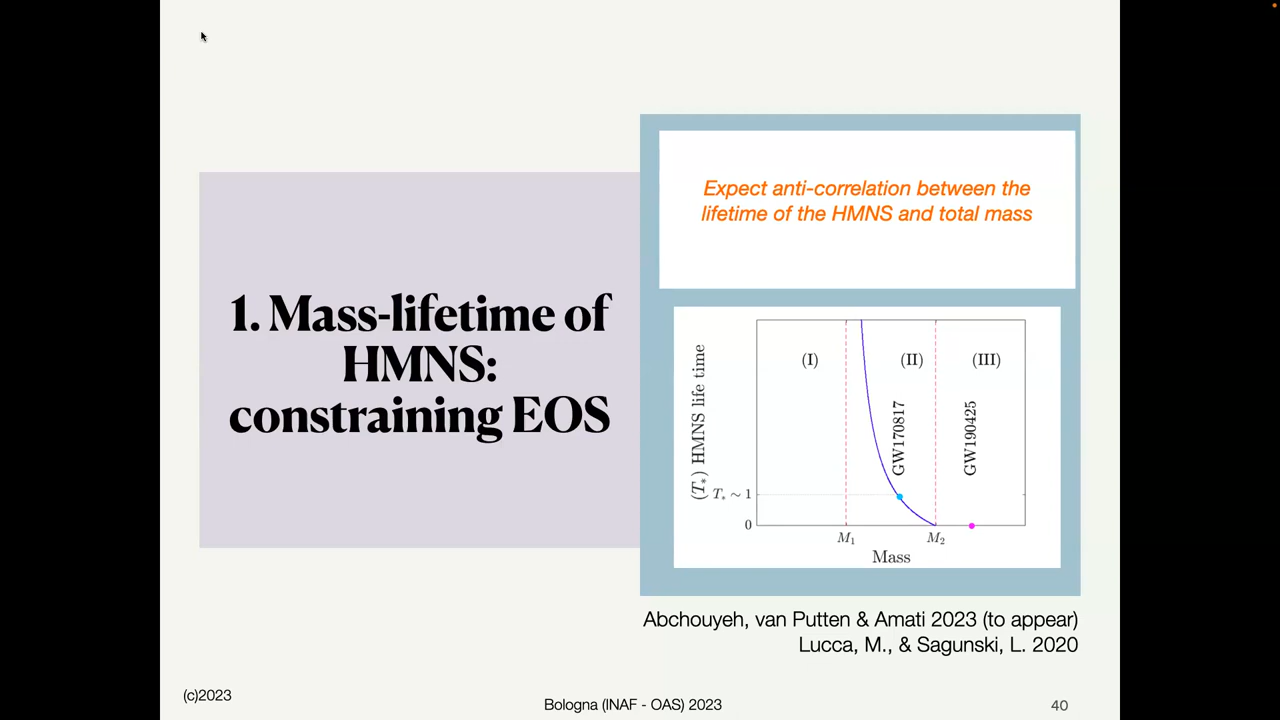 Expect anti-correlation between the
lifetime of the HMNS and total mass
1. Mass-lifetime of
HMNS:
constraining EOS
(I)
(II)
(III)
(T*) HMNS life time
GW170817
GW190425
T* ~ 1
0
M1
M2
Mass
Abchouyeh, van Putten & Amati 2023 (to appear)
Lucca, M., & Sagunski, L. 2020
(c)2023
Bologna (INAF - OAS) 2023
40